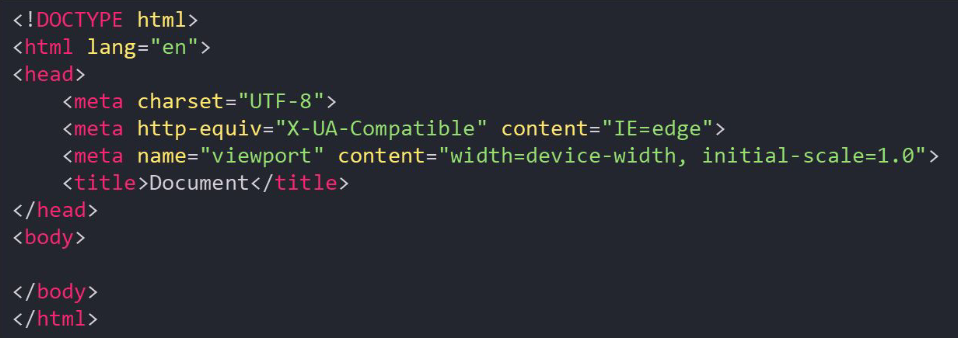 <!DOCTYPE html>
<html lang="en">
<head>
    <meta charset="UTF-8">
    <meta http-equiv="X-UA-Compatible" content="IE=edge">
    <meta name="viewport" content="width=device-width, initial-scale=1.0">
    <title>Document</title>
</head>
<body>

</body>
</html>